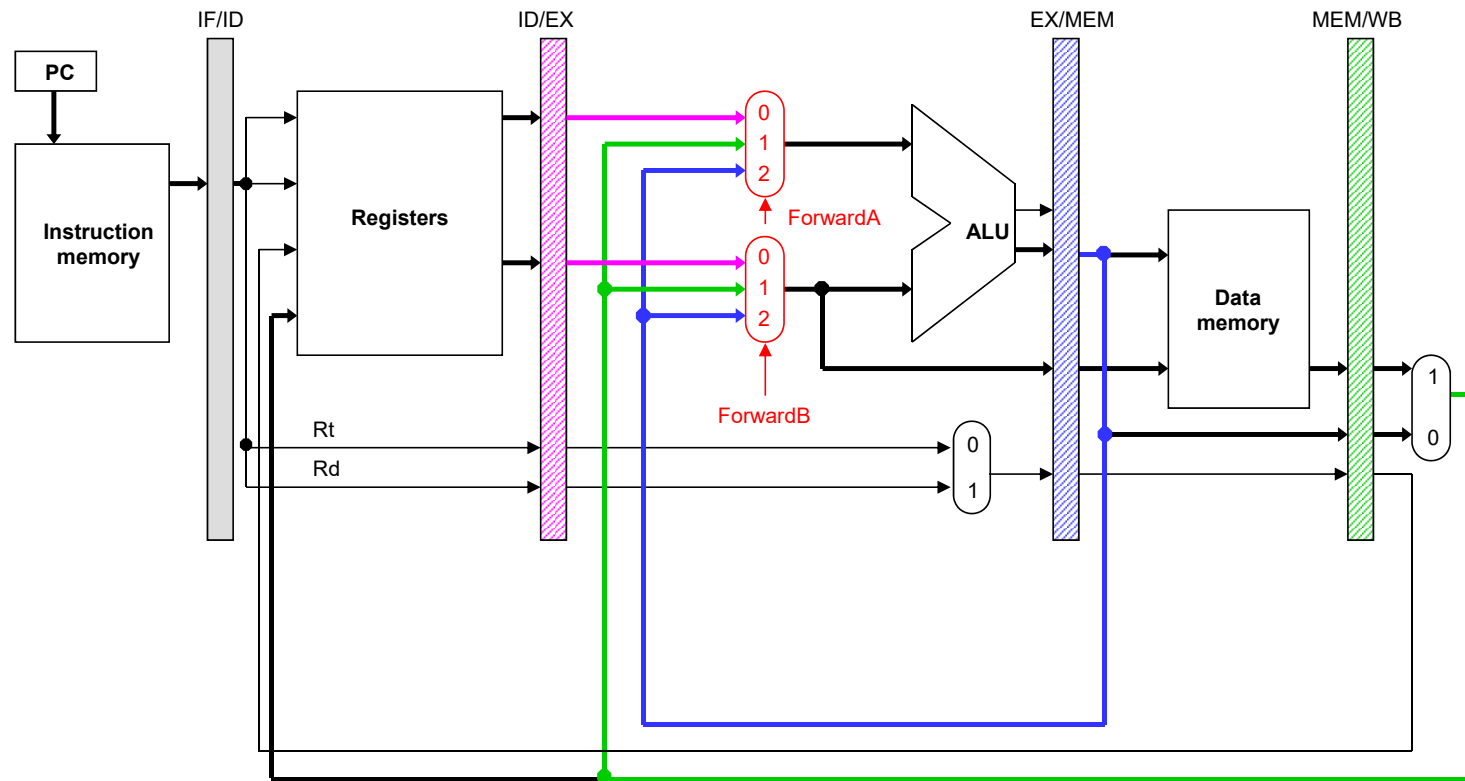 IF/ID
ID/EX
EX/MEM
MEM/WB
PC
Instruction
memory
Registers
0
1
2
ForwardA
0
1
2
ForwardB
ALU
Data
memory
1
0
Rt
Rd
0
1